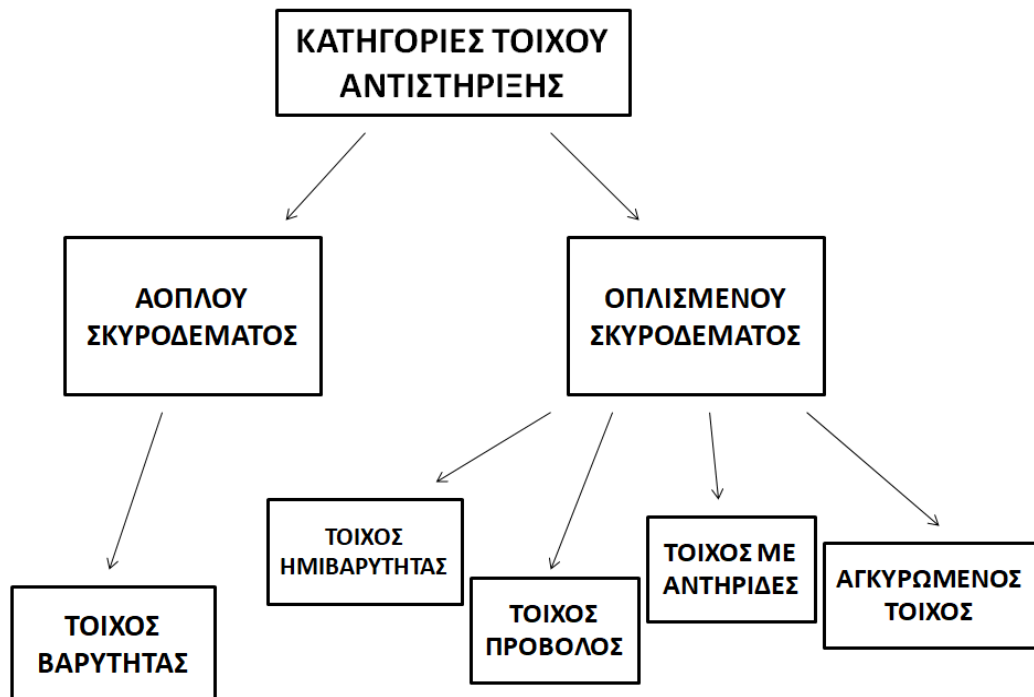 ΚΑΤΗΓΟΡΙΕΣ ΤΟΙΧΟΥ
ΑΝΤΙΣΤΗΡΙΞΗΣ
ΑΟΠΛΟΥ
ΣΚΥΡΟΔΕΜΑΤΟΣ
ΟΠΛΙΣΜΕΝΟΥ
ΣΚΥΡΟΔΕΜΑΤΟΣ
ΤΟΙΧΟΣ
ΒΑΡΥΤΗΤΑΣ
ΤΟΙΧΟΣ
ΗΜΙΒΑΡΥΤΗΤΑΣ
ΤΟΙΧΟΣ
ΠΡΟΒΟΛΟΣ
ΤΟΙΧΟΣ ΜΕ
ΑΝΤΗΡΙΔΕΣ
ΑΓΚΥΡΩΜΕΝΟΣ
ΤΟΙΧΟΣ